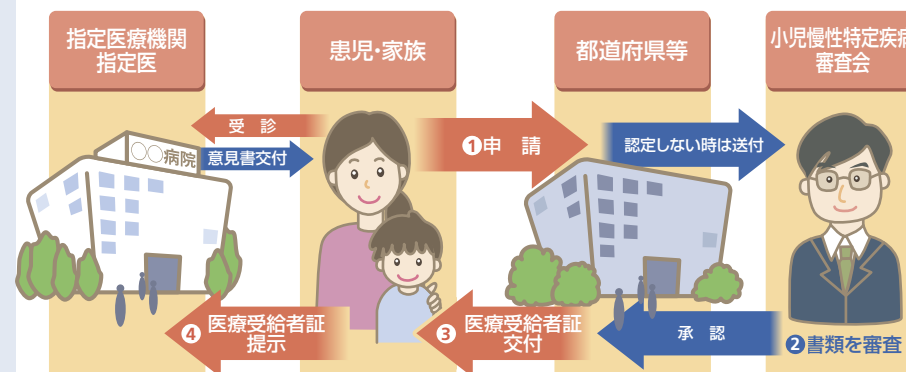 指定医療機関
指定医
患児・家族
都道府県等
小児慢性特定疾病
審査会
受 診
意見書交付
○○病院
❶申 請
認定しない時は送付
❹医療受給者証
提示
❸医療受給者証
交付
承 認
❷書類を審査